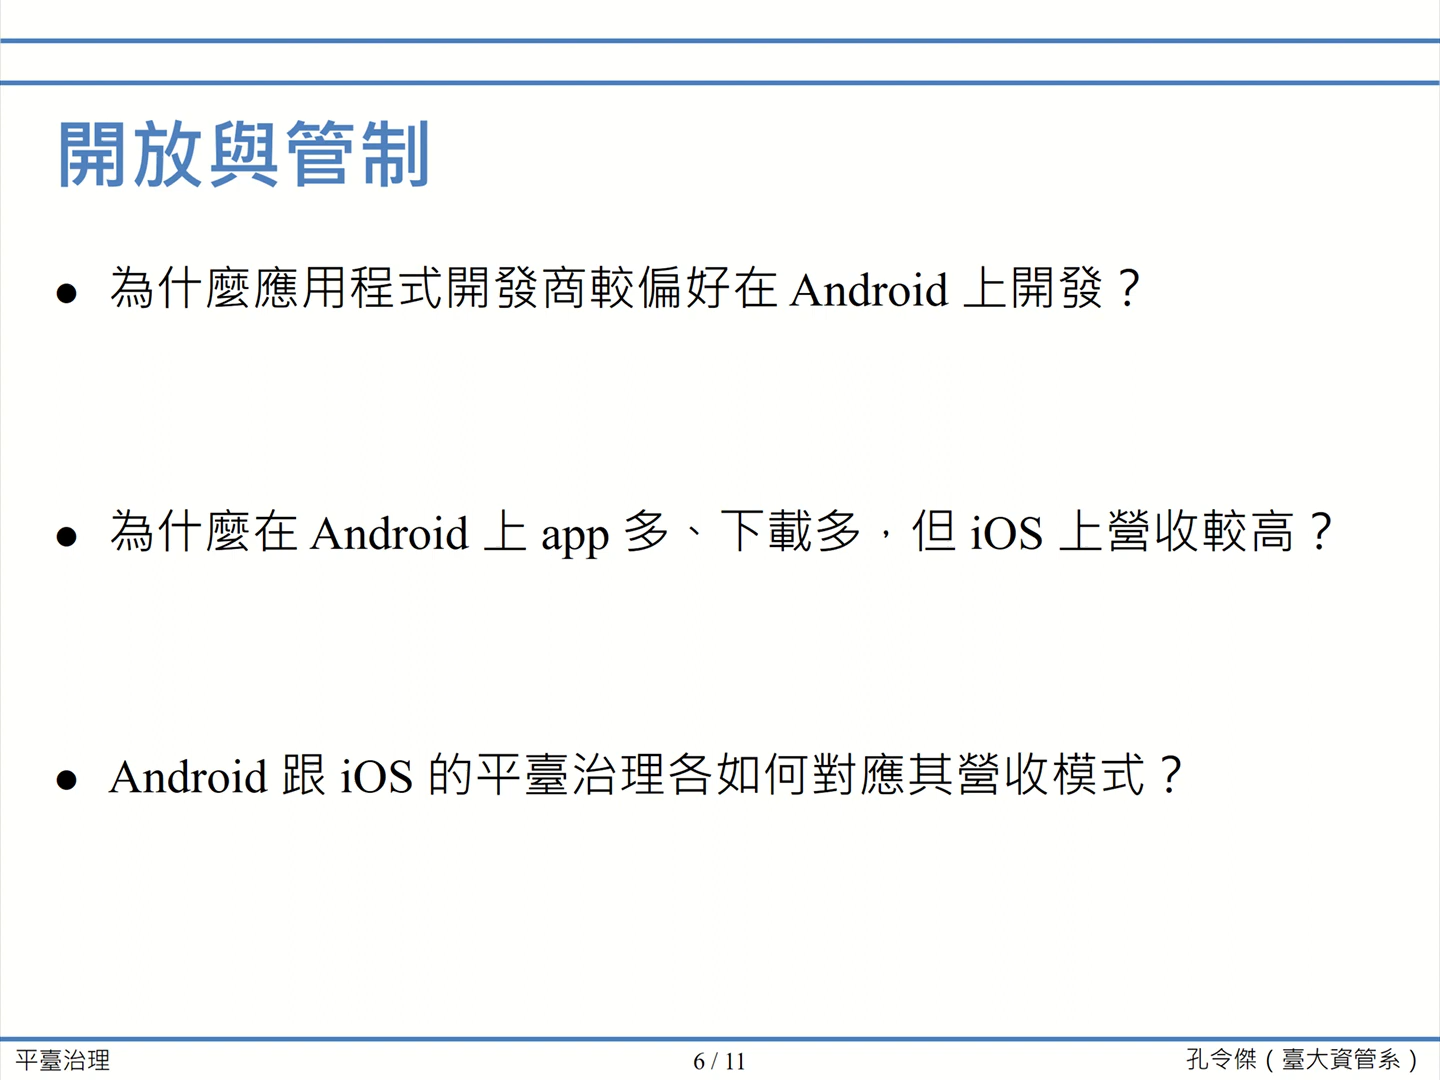 開放與管制
● 為什麼應用程式開發商較偏好在 Android 上開發？
● 為什麼在 Android 上 app 多、下載多，但 iOS 上營收較高？
● Android 跟 iOS 的平臺治理各如何對應其營收模式？
平臺治理
6 / 11
孔令傑（臺大資管系）